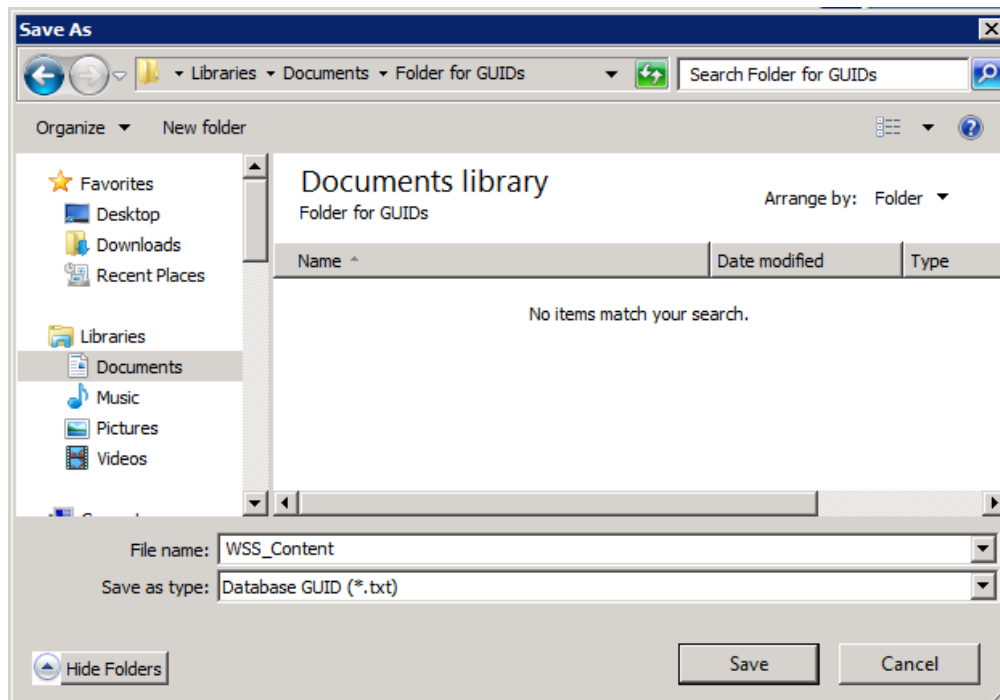 Save As
Libraries Documents Folder for GUIDs Search Folder for GUIDs
Organize New folder
Favorites
Desktop
Downloads
Recent Places
Libraries
Documents
Music
Pictures
Videos
Documents library
Folder for GUIDs
Arrange by: Folder
Name Date modified Type
No items match your search.
File name: WSS_Content
Save as type: Database GUID (*.txt)
Hide Folders Save Cancel